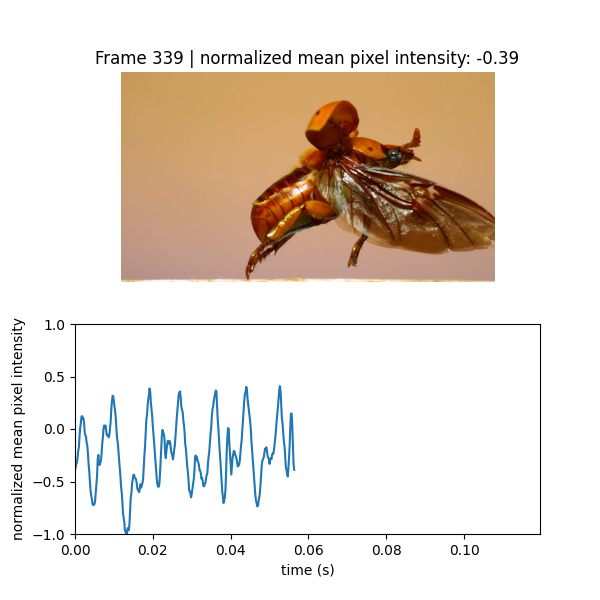 Frame 339 | normalized mean pixel intensity: -0.39
1.0
0.5
0.0
−0.5
−1.0
normalized mean pixel intensity
0.00 0.02 0.04 0.06 0.08 0.10
time (s)